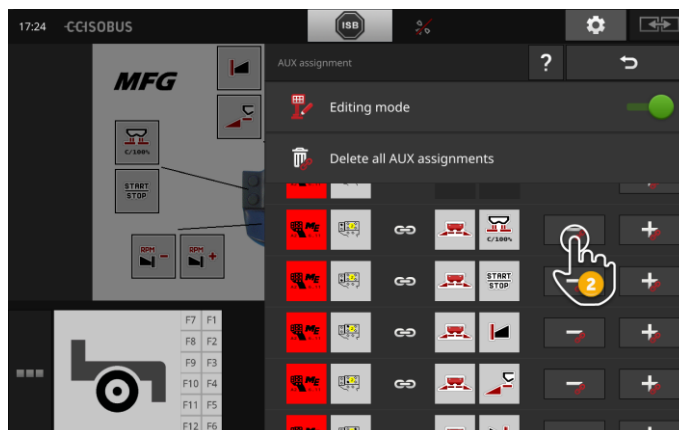 17:24
CCISOBUS
ISB
AUX assignment
?
MFG
Editing mode
Delete all AUX assignments
C/100%
START
STOP
RPM
RPM
C/100%
START
STOP
2
F7 F1
F8 F2
F9 F3
F10 F4
F11 F5
F12 F6